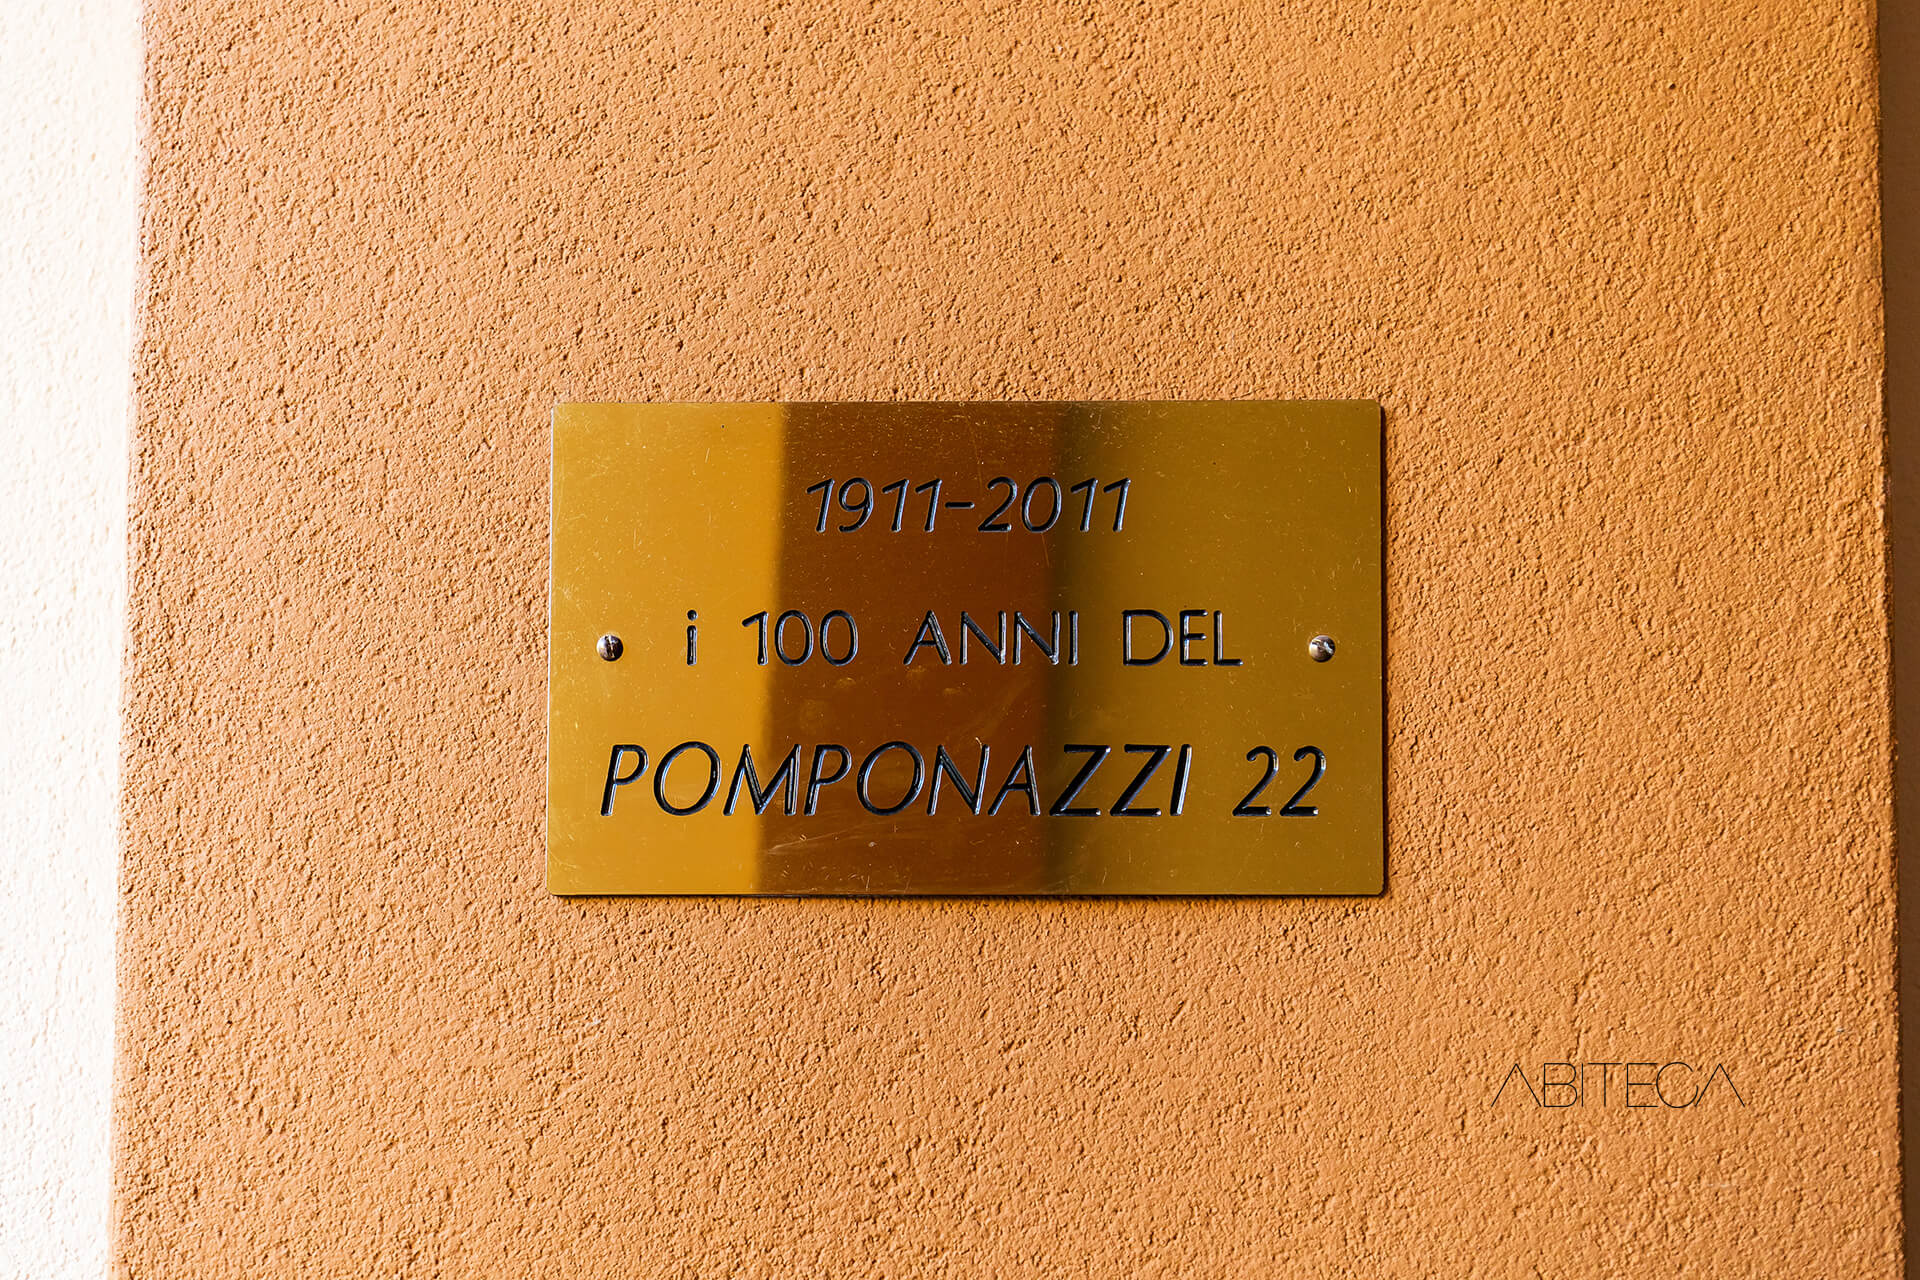 1911-2011
i 100 ANNI DEL
POMPONAZZI 22
ABITECA